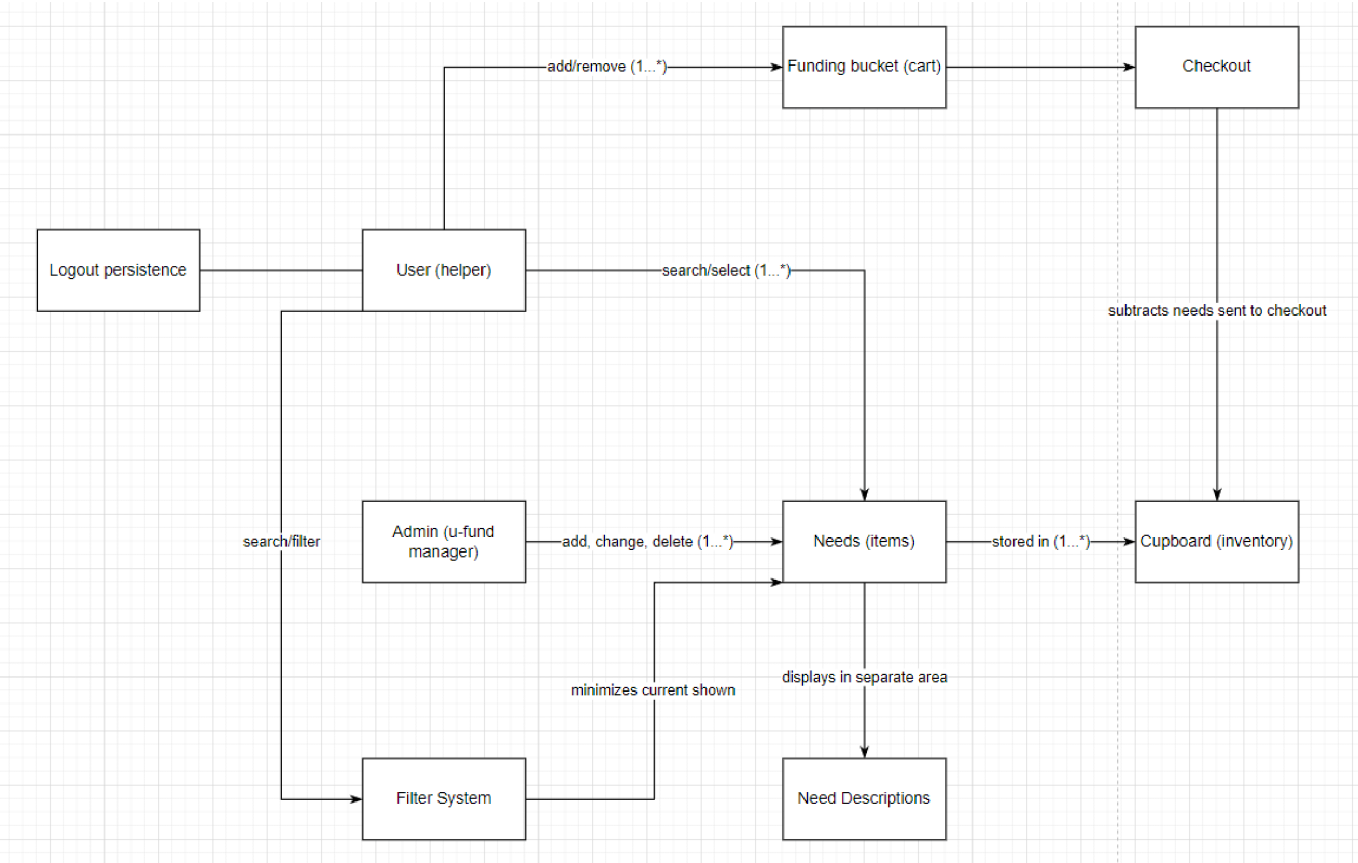 add/remove (1...*)
Funding bucket (cart)
Checkout
Logout persistence
User (helper)
search/select (1...*)
subtracts needs sent to checkout
search/filter
Admin (u-fund
manager)
add, change, delete (1...*)
Needs (items)
stored in (1...*)
Cupboard (inventory)
minimizes current shown
displays in separate area
Filter System
Need Descriptions